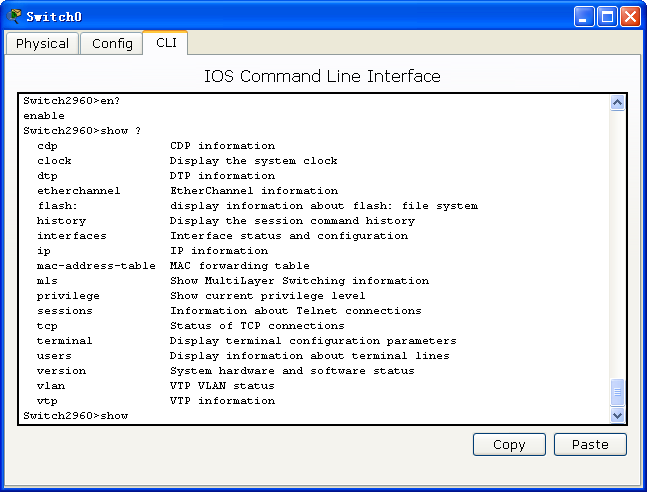 Switch0
Physical Config CLI
IOS Command Line Interface
Switch2960>en?
enable
Switch2960>show ?
  cdp                CDP information
  clock              Display the system clock
  dtp                DTP information
  etherchannel       EtherChannel information
  flash:             display information about flash: file system
  history            Display the session command history
  interfaces         Interface status and configuration
  ip                 IP information
  mac-address-table  MAC forwarding table
  mls                Show MultiLayer Switching information
  privilege          Show current privilege level
  sessions           Information about Telnet connections
  tcp                Status of TCP connections
  terminal           Display terminal configuration parameters
  users              Display information about terminal lines
  version            System hardware and software status
  vlan               VTP VLAN status
  vtp                VTP information
Switch2960>show
Copy Paste